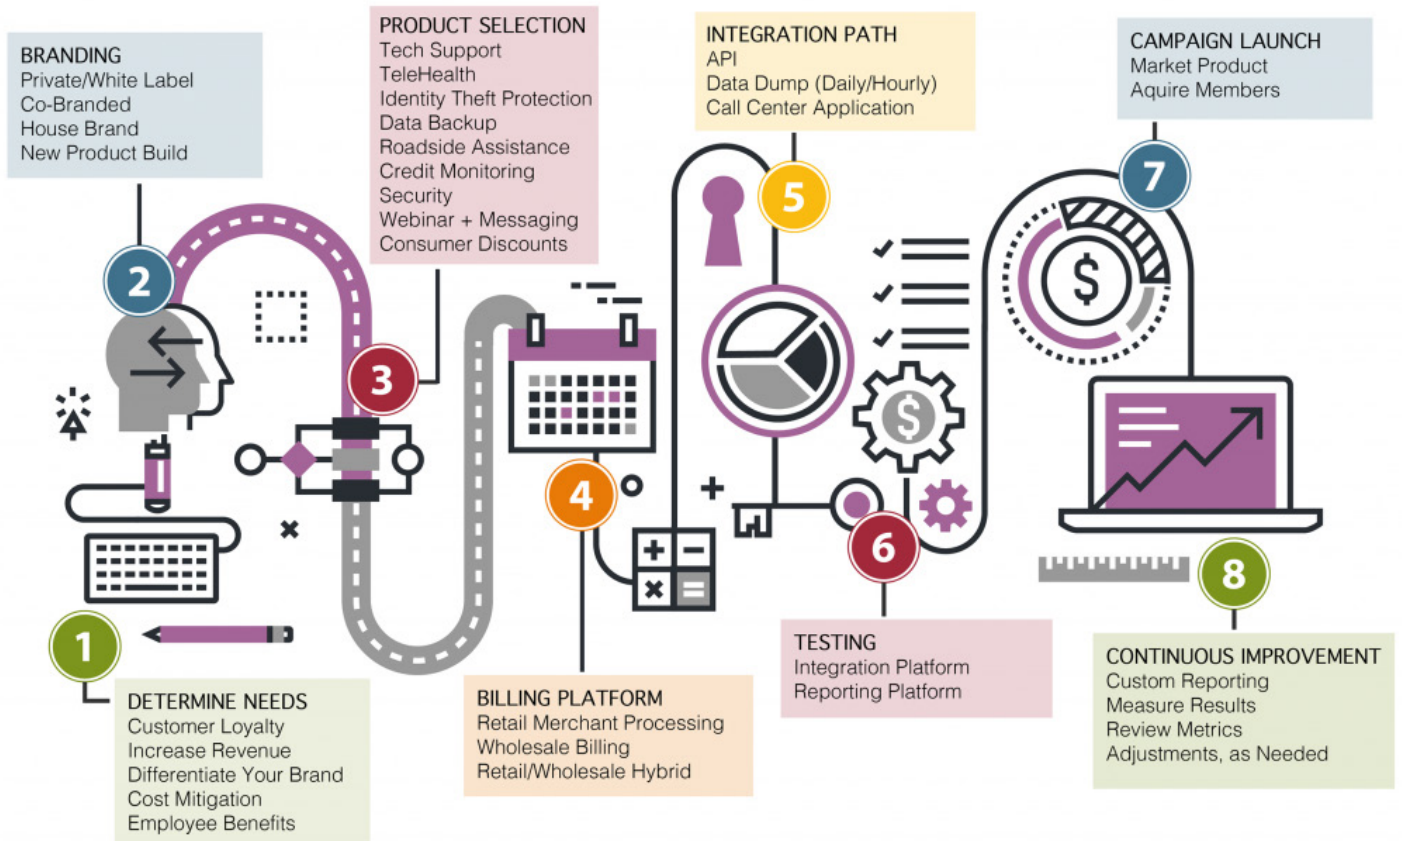 1
DETERMINE NEEDS
Customer Loyalty
Increase Revenue
Differentiate Your Brand
Cost Mitigation
Employee Benefits
2
BRANDING
Private/White Label
Co-Branded
House Brand
New Product Build
3
PRODUCT SELECTION
Tech Support
TeleHealth
Identity Theft Protection
Data Backup
Roadside Assistance
Credit Monitoring
Security
Webinar + Messaging
Consumer Discounts
4
BILLING PLATFORM
Retail Merchant Processing
Wholesale Billing
Retail/Wholesale Hybrid
5
INTEGRATION PATH
API
Data Dump (Daily/Hourly)
Call Center Application
6
TESTING
Integration Platform
Reporting Platform
7
CAMPAIGN LAUNCH
Market Product
Aquire Members
8
CONTINUOUS IMPROVEMENT
Custom Reporting
Measure Results
Review Metrics
Adjustments, as Needed
$
$